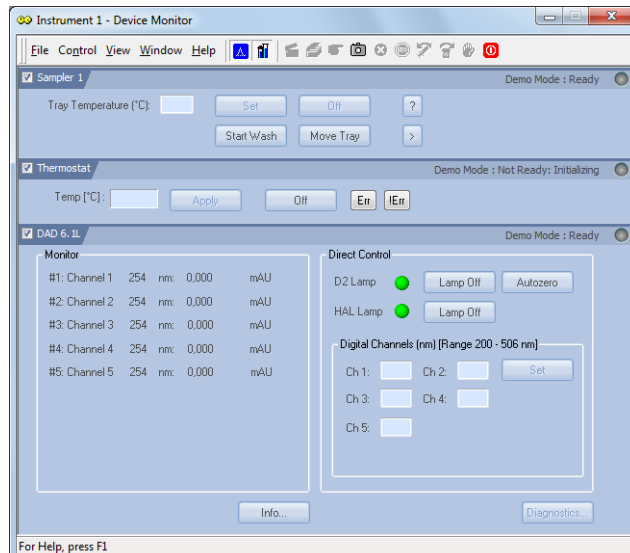 Instrument 1 - Device Monitor
File Control View Window Help
Sampler 1 Demo Mode : Ready
Tray Temperature (°C): Set Off ?
Start Wash Move Tray >
Thermostat Demo Mode : Not Ready: Initializing
Temp [°C] : Apply Off Err !Err
DAD 6.1L Demo Mode : Ready
Monitor
#1: Channel 1 254 nm: 0,000 mAU
#2: Channel 2 254 nm: 0,000 mAU
#3: Channel 3 254 nm: 0,000 mAU
#4: Channel 4 254 nm: 0,000 mAU
#5: Channel 5 254 nm: 0,000 mAU
Direct Control
D2 Lamp Lamp Off Autozero
HAL Lamp Lamp Off
Digital Channels (nm) [Range 200 - 506 nm]
Ch 1: Ch 2: Set
Ch 3: Ch 4:
Ch 5:
Info... Diagnostics...
For Help, press F1